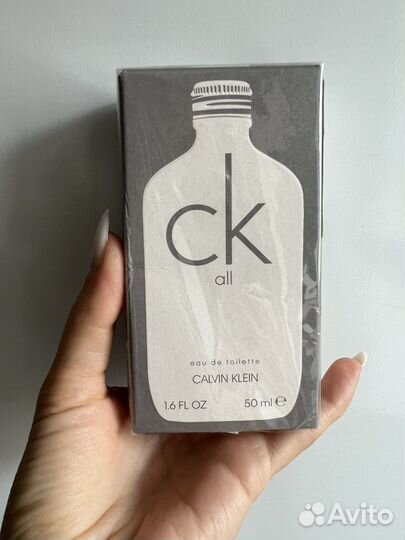 ck
all
eau de toilette
CALVIN KLEIN
1.6 FL OZ 50 ml ℮
Avito